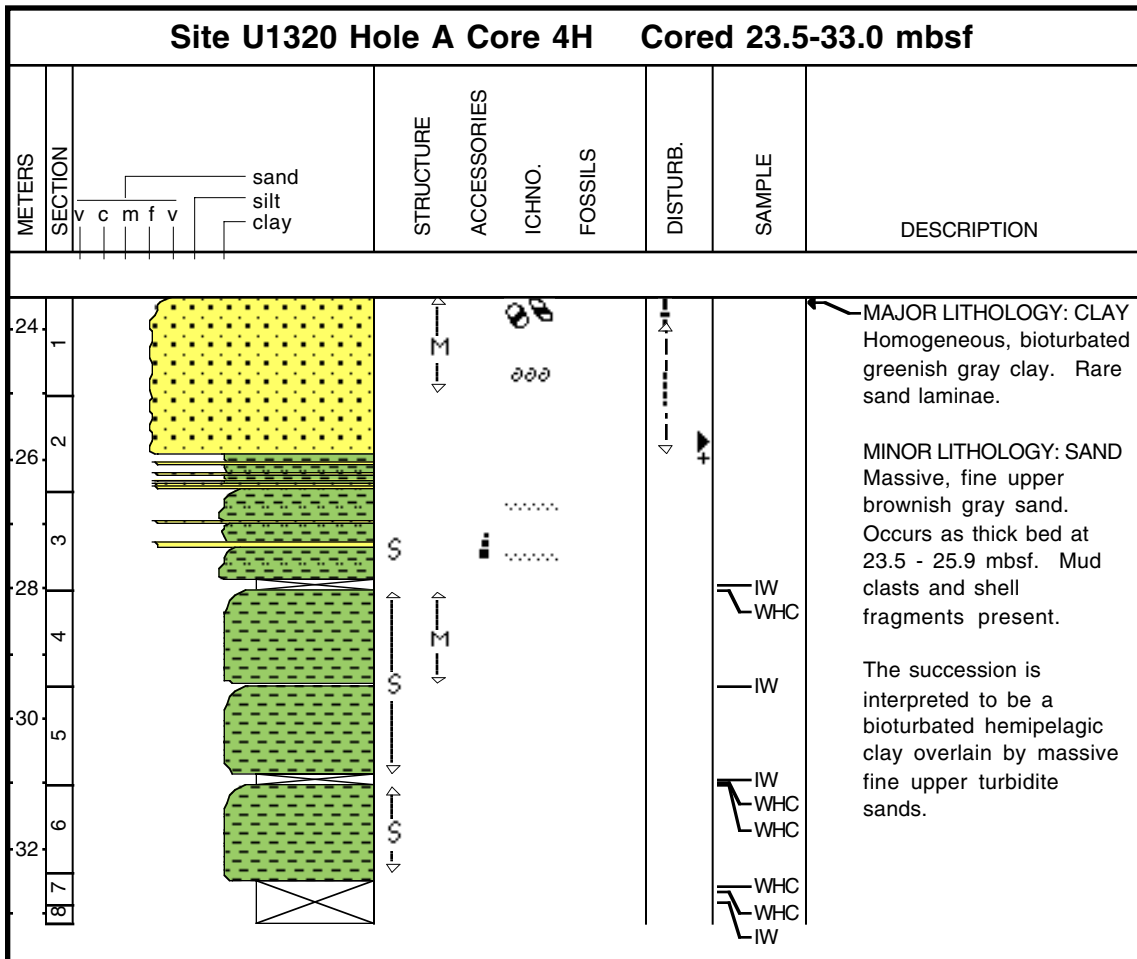 Site U1320 Hole A Core 4H Cored 23.5-33.0 mbsf
METERS
SECTION
v c m f v
sand
silt
clay
STRUCTURE
ACCESSORIES
ICHNO.
FOSSILS
DISTURB.
SAMPLE
DESCRIPTION
24
26
28
30
32
1
2
3
4
5
6
7
8
M
S
M
S
S
IW
WHC
IW
IW
WHC
WHC
WHC
WHC
IW
MAJOR LITHOLOGY: CLAY
Homogeneous, bioturbated
greenish gray clay. Rare
sand laminae.
MINOR LITHOLOGY: SAND
Massive, fine upper
brownish gray sand.
Occurs as thick bed at
23.5 - 25.9 mbsf. Mud
clasts and shell
fragments present.
The succession is
interpreted to be a
bioturbated hemipelagic
clay overlain by massive
fine upper turbidite
sands.